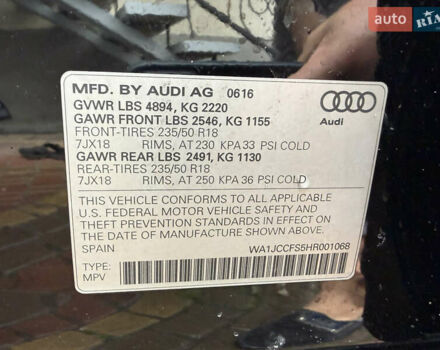 auto RIA
MFD. BY AUDI AG 0616
GVWR LBS 4894, KG 2220
GAWR FRONT LBS 2546, KG 1155
FRONT-TIRES 235/50 R18
7JX18 RIMS, AT 230 KPA 33 PSI COLD
GAWR REAR LBS 2491, KG 1130
REAR-TIRES 235/50 R18
7JX18 RIMS, AT 250 KPA 36 PSI COLD
Audi
THIS VEHICLE CONFORMS TO ALL APPLICABLE
U.S. FEDERAL MOTOR VEHICLE SAFETY AND
THEFT PREVENTION STANDARDS IN EFFECT ON THE
DATE OF MANUFACTURE SHOWN ABOVE.
SPAIN WA1JCCFS5HR001068
TYPE:
MPV